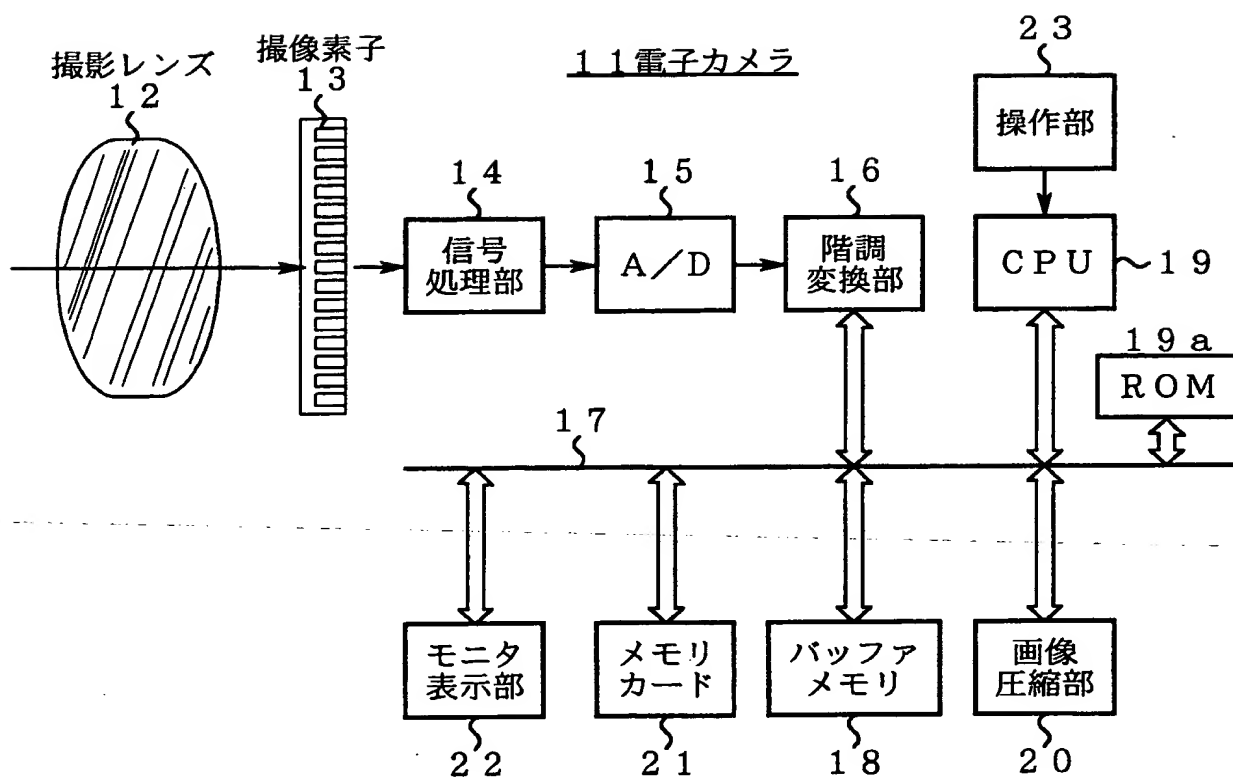 １１電子カメラ
撮影レンズ
１２
撮像素子
１３
１４
信号
処理部
１５
Ａ／Ｄ
１６
階調
変換部
２３
操作部
ＣＰＵ
１９
１９ａ
ＲＯＭ
１７
モニタ
表示部
２２
メモリ
カード
２１
バッファ
メモリ
１８
画像
圧縮部
２０